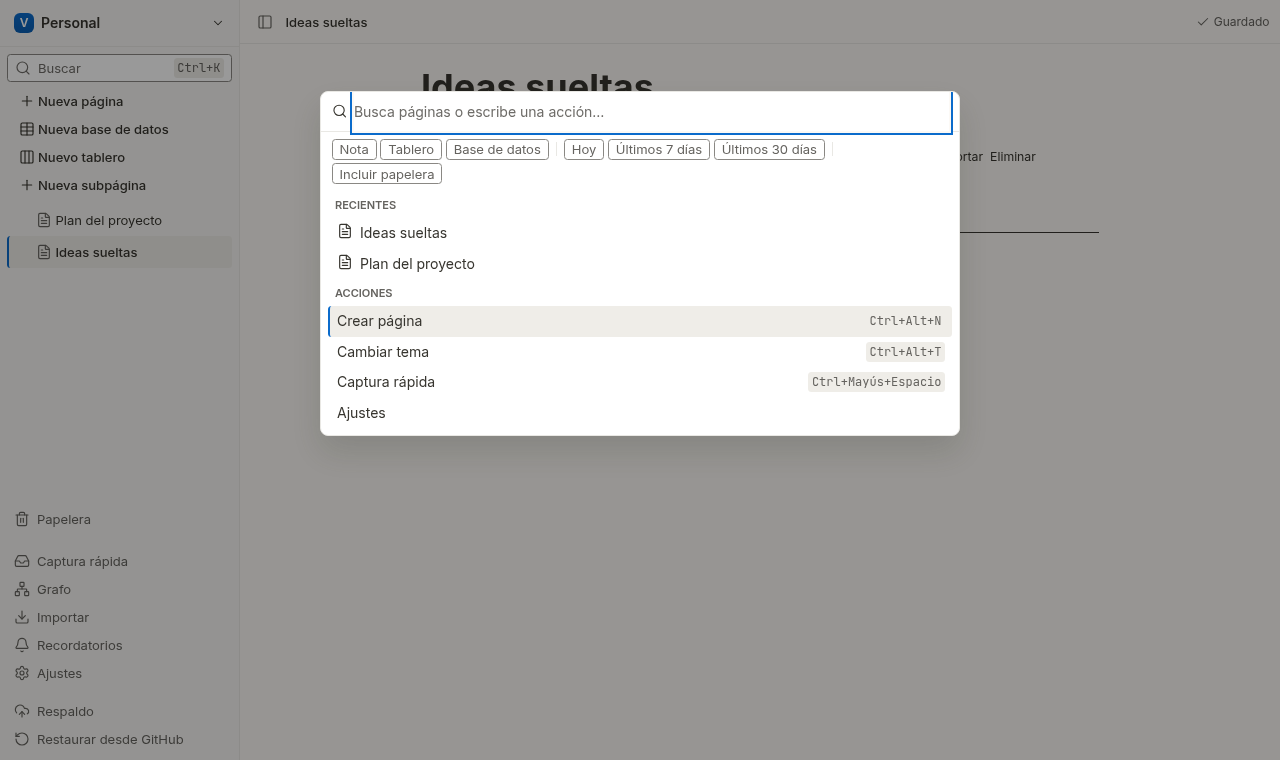 V Personal
Buscar Ctrl+K
Nueva página
Nueva base de datos
Nuevo tablero
Nueva subpágina
Plan del proyecto
Ideas sueltas
Papelera
Captura rápida
Grafo
Importar
Recordatorios
Ajustes
Respaldo
Restaurar desde GitHub
Ideas sueltas
Guardado
Ideas sueltas
Eliminar
Busca páginas o escribe una acción...
Nota Tablero Base de datos Hoy Últimos 7 días Últimos 30 días
Incluir papelera
RECIENTES
Ideas sueltas
Plan del proyecto
ACCIONES
Crear página Ctrl+Alt+N
Cambiar tema Ctrl+Alt+T
Captura rápida Ctrl+Mayús+Espacio
Ajustes